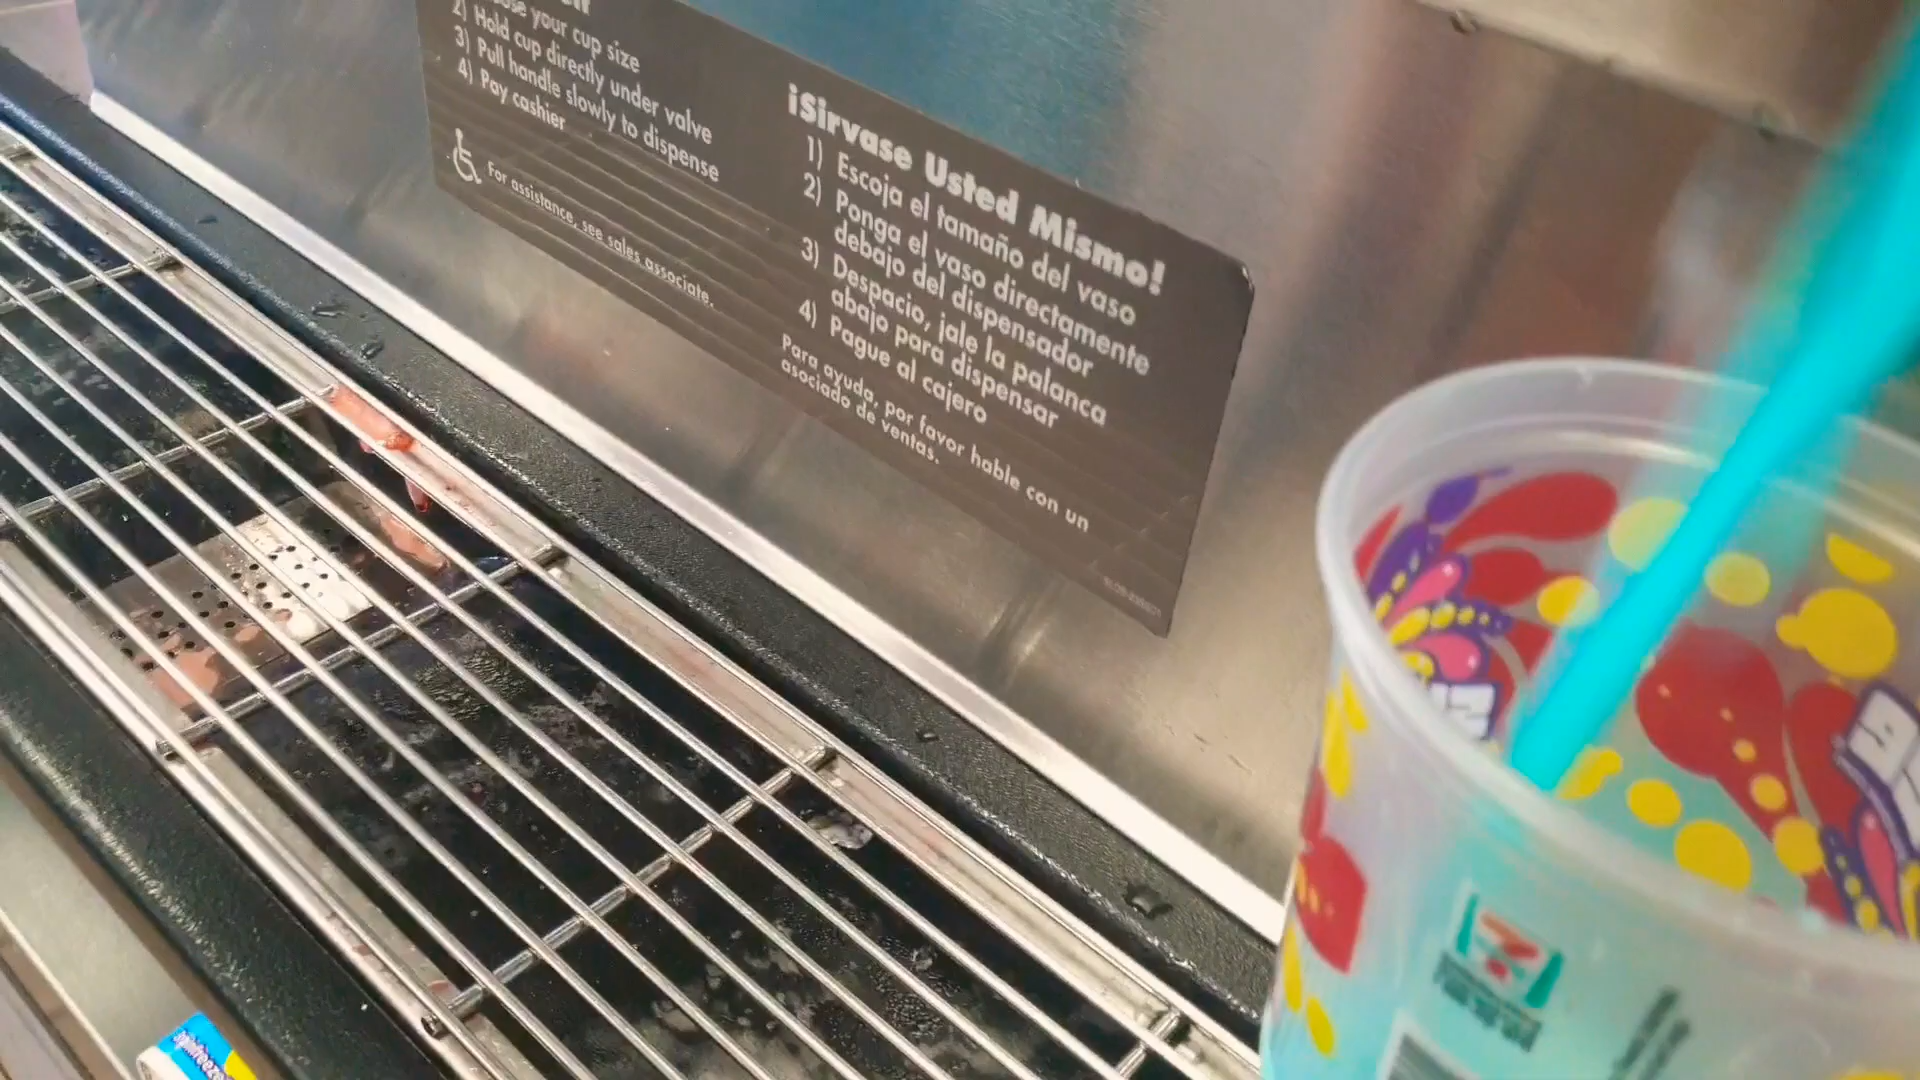 your cup size
2) Hold cup directly under valve
3) Pull handle slowly to dispense
4) Pay cashier
For assistance, see sales associate.
¡Sirvase Usted Mismo!
1) Escoja el tamaño del vaso
2) Ponga el vaso directamente
debajo del dispensador
3) Despacio, jale la palanca
abajo para dispensar
4) Pague al cajero
Para ayuda, por favor hable con un
asociado de ventas.